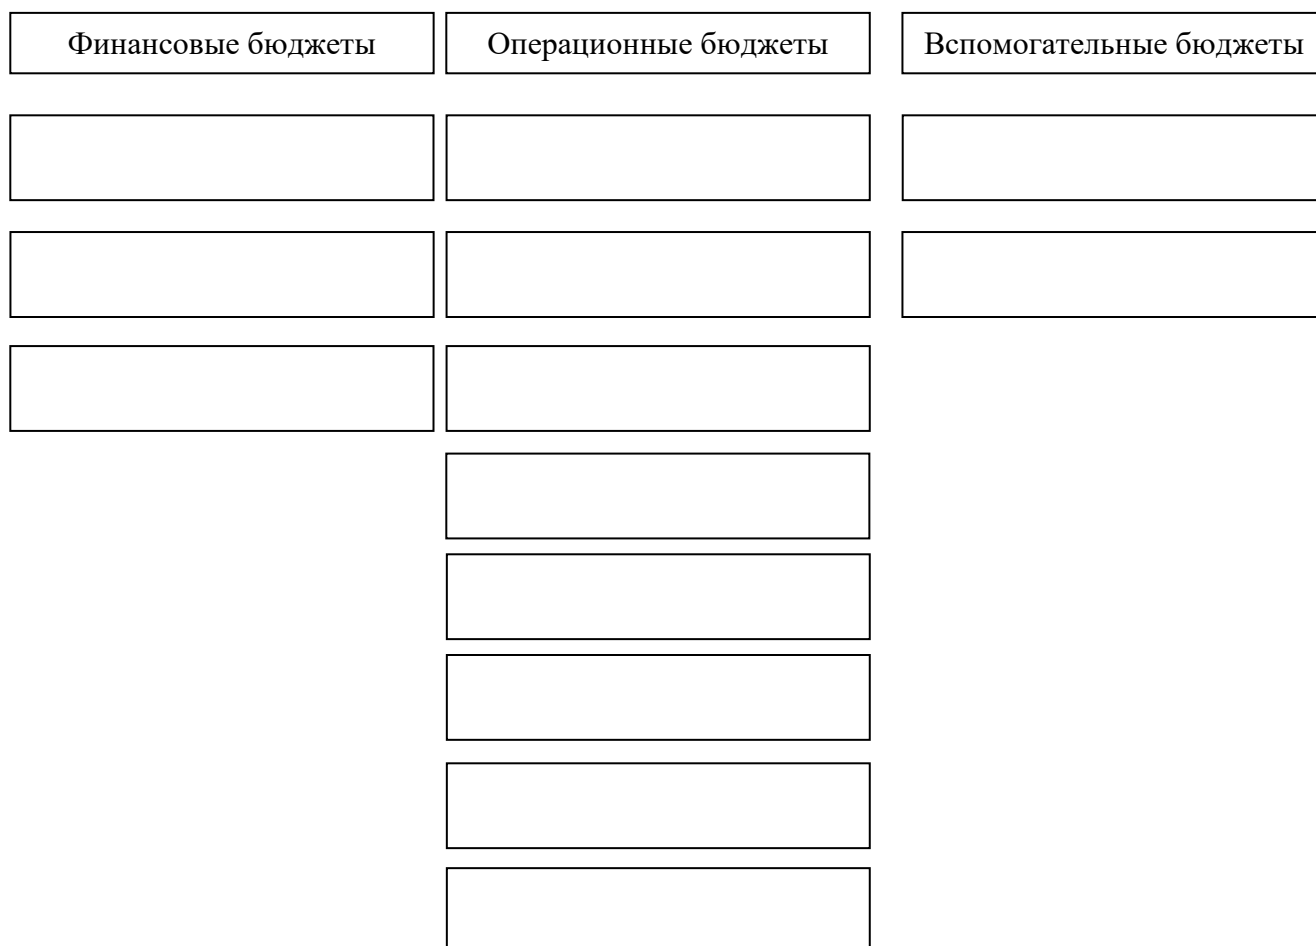 Финансовые бюджеты
Операционные бюджеты
Вспомогательные бюджеты